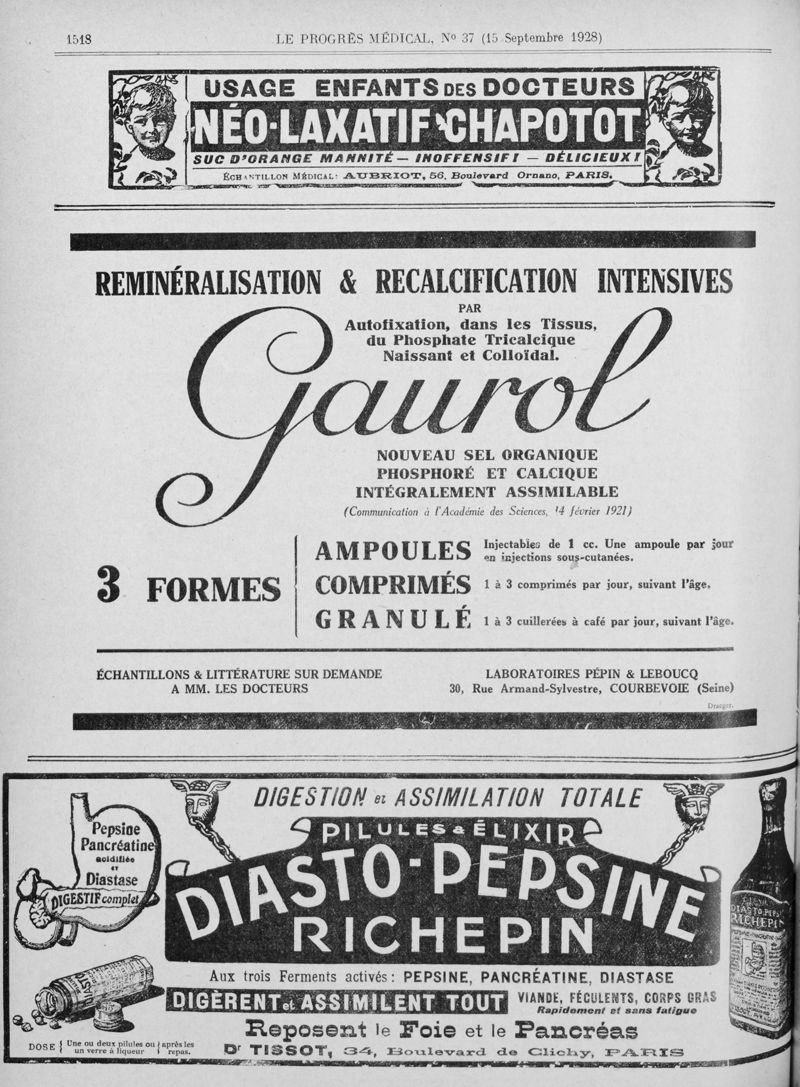 1518
LE PROGRÈS MÉDICAL, No 37 (15 Septembre 1928)
USAGE ENFANTS DES DOCTEURS
NÉO-LAXATIF CHAPOTOT
SUC D'ORANGE MANNITÉ — INOFFENSIF! — DÉLICIEUX!
ÉCHANTILLON MÉDICAL: AUBRIOT, 56, Boulevard Ornano, PARIS.
REMINÉRALISATION & RECALCIFICATION INTENSIVES
PAR
Autofixation, dans les Tissus,
du Phosphate Tricalcique
Naissant et Colloïdal.
Gaurol
NOUVEAU SEL ORGANIQUE
PHOSPHORÉ ET CALCIQUE
INTÉGRALEMENT ASSIMILABLE
(Communication à l'Académie des Sciences, 14 février 1921)
3 FORMES
AMPOULES Injectables de 1 cc. Une ampoule par jour
en injections sous-cutanées.
COMPRIMÉS 1 à 3 comprimés par jour, suivant l'âge.
GRANULÉ 1 à 3 cuillerées à café par jour, suivant l'âge.
ÉCHANTILLONS & LITTÉRATURE SUR DEMANDE
A MM. LES DOCTEURS
LABORATOIRES PÉPIN & LEBOUCQ
30, Rue Armand-Sylvestre, COURBEVOIE (Seine)
Draeger.
DIGESTION et ASSIMILATION TOTALE
Pepsine
Pancréatine
acidifiée
ET
Diastase
DIGESTIF complet
PILULES & ÉLIXIR
DIASTO-PEPSINE
RICHEPIN
DIASTO-PEPS
RICHEPIN
Aux trois Ferments activés: PEPSINE, PANCRÉATINE, DIASTASE
DIGÈRENT et ASSIMILENT TOUT VIANDE, FÉCULENTS, CORPS GRAS
Rapidement et sans fatigue
Reposent le Foie et le Pancréas
DOSE { Une ou deux pilules ou } après les
un verre à liqueur } repas.
Dr TISSOT, 34, Boulevard de Clichy, PARIS